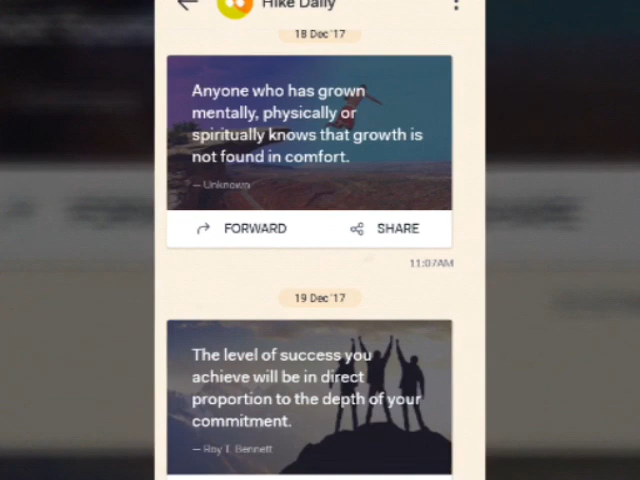 Hike Daily
18 Dec '17
Anyone who has grown
mentally, physically or
spiritually knows that growth is
not found in comfort.
— Unknown
FORWARD SHARE
11:07AM
19 Dec '17
The level of success you
achieve will be in direct
proportion to the depth of your
commitment.
— Roy T. Bennett